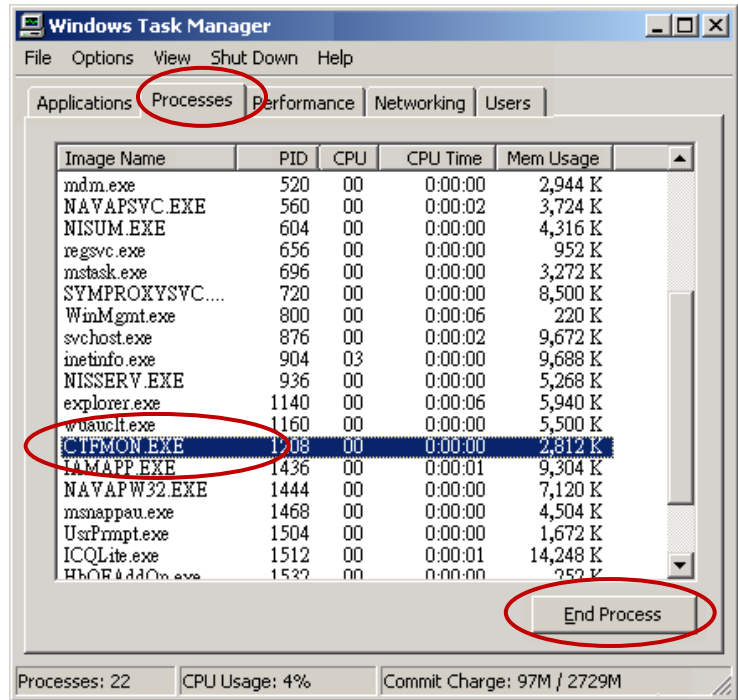 Windows Task Manager
File Options View Shut Down Help
Applications Processes Performance Networking Users
Image Name PID CPU CPU Time Mem Usage
mdm.exe 520 00 0:00:00 2,944 K
NAVAPSVC.EXE 560 00 0:00:02 3,724 K
NISUM.EXE 604 00 0:00:00 4,316 K
regsvc.exe 656 00 0:00:00 952 K
mstask.exe 696 00 0:00:00 3,272 K
SYMPROXYSVC.... 720 00 0:00:00 8,500 K
WinMgmt.exe 800 00 0:00:06 220 K
svchost.exe 876 00 0:00:02 9,672 K
inetinfo.exe 904 03 0:00:00 9,688 K
NISSERV.EXE 936 00 0:00:00 5,268 K
explorer.exe 1140 00 0:00:06 5,940 K
wuauclt.exe 1160 00 0:00:00 5,500 K
CTFMON.EXE 1208 00 0:00:00 2,812 K
IAMAPP.EXE 1436 00 0:00:01 9,304 K
NAVAPW32.EXE 1444 00 0:00:00 7,120 K
msnappau.exe 1468 00 0:00:00 4,504 K
UsrPrmpt.exe 1504 00 0:00:00 1,672 K
ICQLite.exe 1512 00 0:00:01 14,248 K
HbOEAddOn.exe 1532 00 0:00:00 252 K
End Process
Processes: 22 CPU Usage: 4% Commit Charge: 97M / 2729M